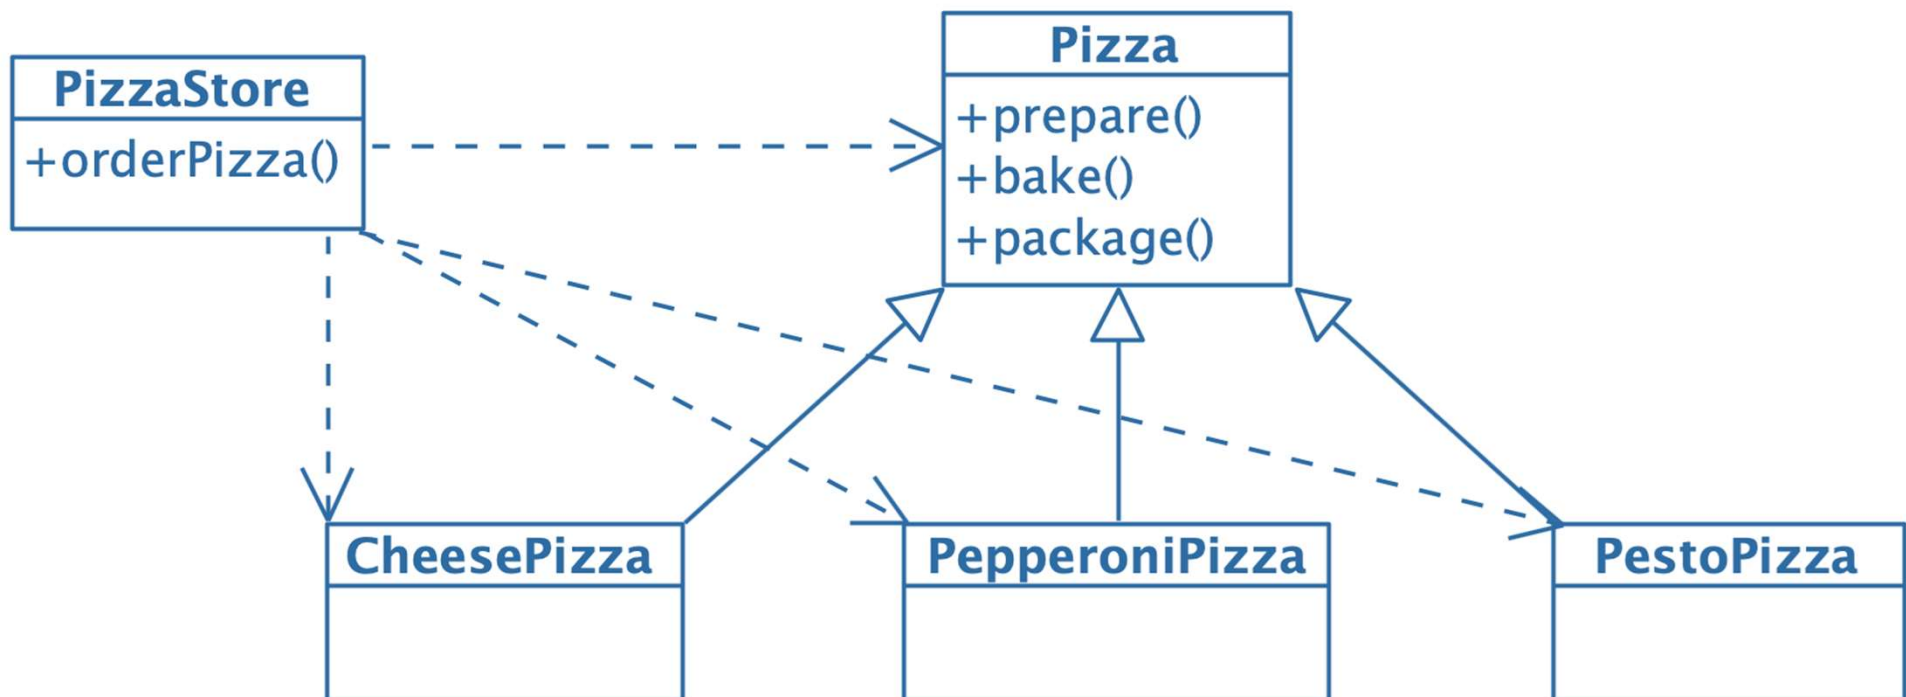 PizzaStore
+orderPizza()
Pizza
+prepare()
+bake()
+package()
CheesePizza
PepperoniPizza
PestoPizza